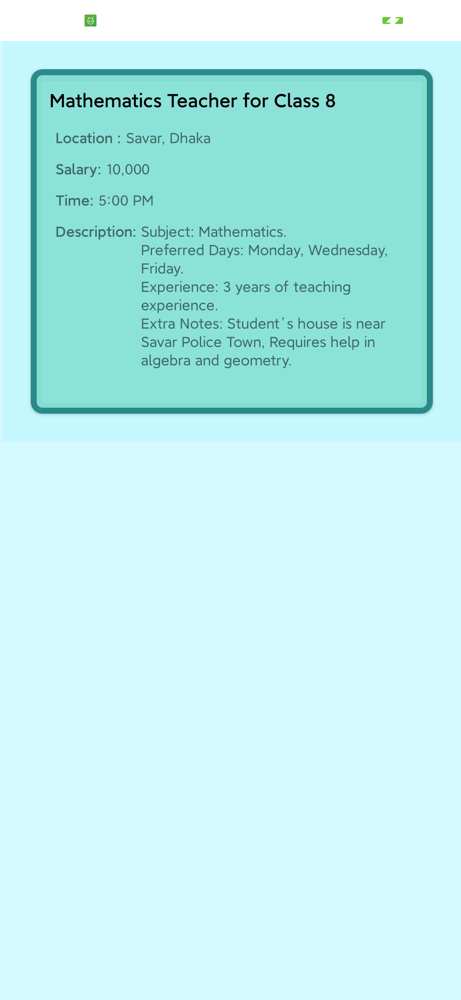 Mathematics Teacher for Class 8
Location : Savar, Dhaka
Salary: 10,000
Time: 5:00 PM
Description: Subject: Mathematics.
Preferred Days: Monday, Wednesday,
Friday.
Experience: 3 years of teaching
experience.
Extra Notes: Student’s house is near
Savar Police Town, Requires help in
algebra and geometry.